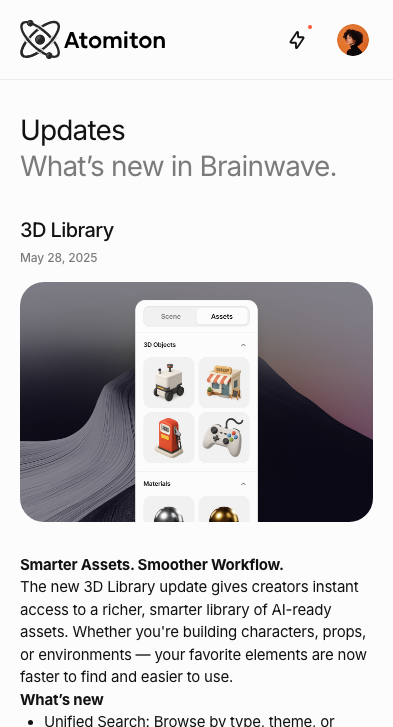 Atomiton
Updates
What's new in Brainwave.
3D Library
May 28, 2025
Scene
Assets
3D Objects
SHOP
Materials
Smarter Assets. Smoother Workflow.
The new 3D Library update gives creators instant
access to a richer, smarter library of AI-ready
assets. Whether you're building characters, props,
or environments — your favorite elements are now
faster to find and easier to use.
What's new
• Unified Search: Browse by type, theme, or